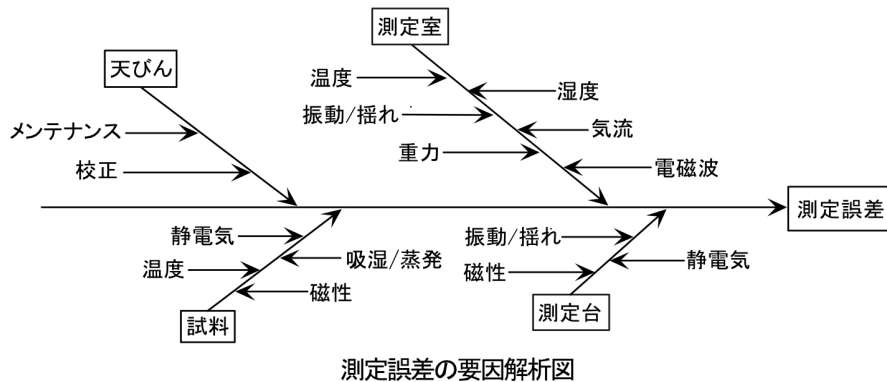 測定室
天びん
温度
湿度
振動/揺れ
気流
メンテナンス
重力
校正
電磁波
測定誤差
静電気
吸湿/蒸発
温度
磁性
試料
振動/揺れ
静電気
磁性
測定台
測定誤差の要因解析図